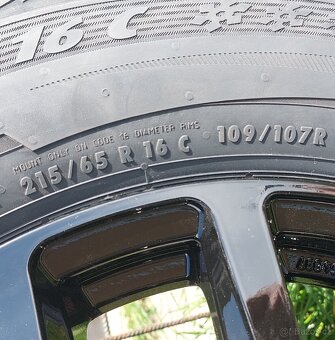 16 C
MOUNT ONLY ON CODE 16 DIAMETER RIMS
215/65 R 16 C 109/107R